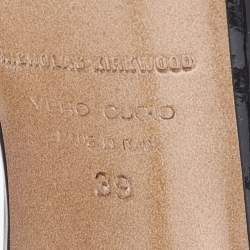 NICHOLAS KIRKWOOD
VERO CUOIO
MADE IN ITALY
39